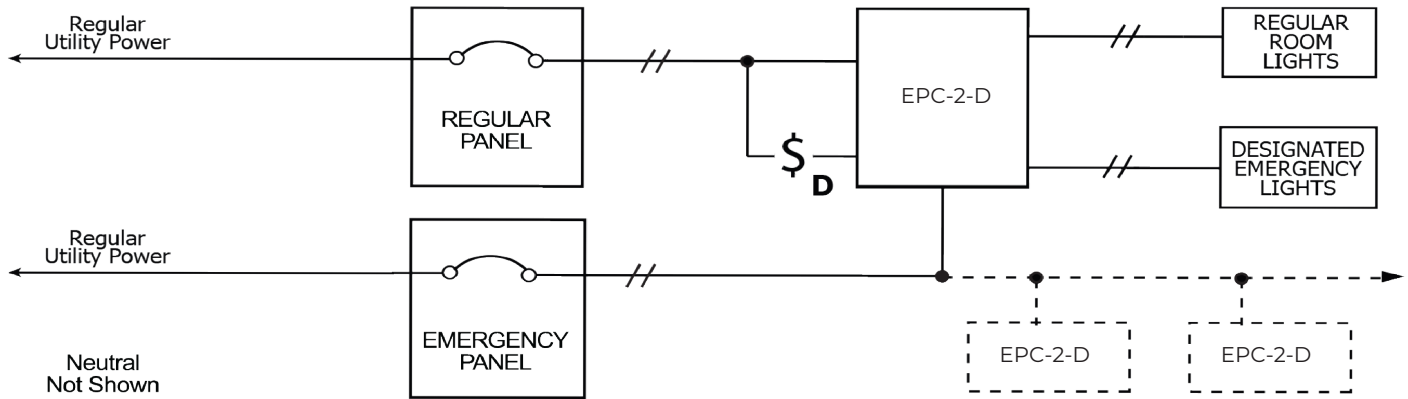 Regular
Utility Power
REGULAR
PANEL
$
D
EPC-2-D
REGULAR
ROOM
LIGHTS
DESIGNATED
EMERGENCY
LIGHTS
Regular
Utility Power
EMERGENCY
PANEL
EPC-2-D
EPC-2-D
Neutral
Not Shown